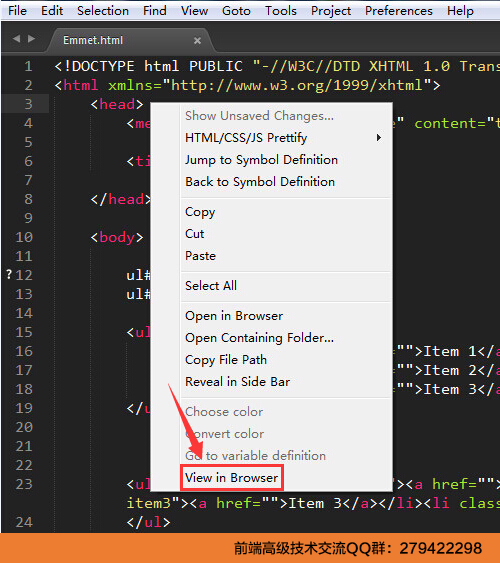 File Edit Selection Find View Goto Tools Project Preferences Help
Emmet.html ×
1 <!DOCTYPE html PUBLIC "-//W3C//DTD XHTML 1.0 Trans
2 <html xmlns="http://www.w3.org/1999/xhtml">
3 <head>
4 <me e" content="t
5
6 <ti
7
8 </head>
9
10 <body>
11
?12 ul#
13 ul#
14
15 <ul
16 ="">Item 1</a
17 ="">Item 2</a
18 ="">Item 3</a
19 </u
20
21
22
23 <ul "><a href=""
item3"><a href="">Item 3</a></li><li class
24 </ul>
Show Unsaved Changes...
HTML/CSS/JS Prettify
Jump to Symbol Definition
Back to Symbol Definition
Copy
Cut
Paste
Select All
Open in Browser
Open Containing Folder...
Copy File Path
Reveal in Side Bar
Choose color
Convert color
Go to variable definition
View in Browser
前端高级技术交流QQ群：279422298